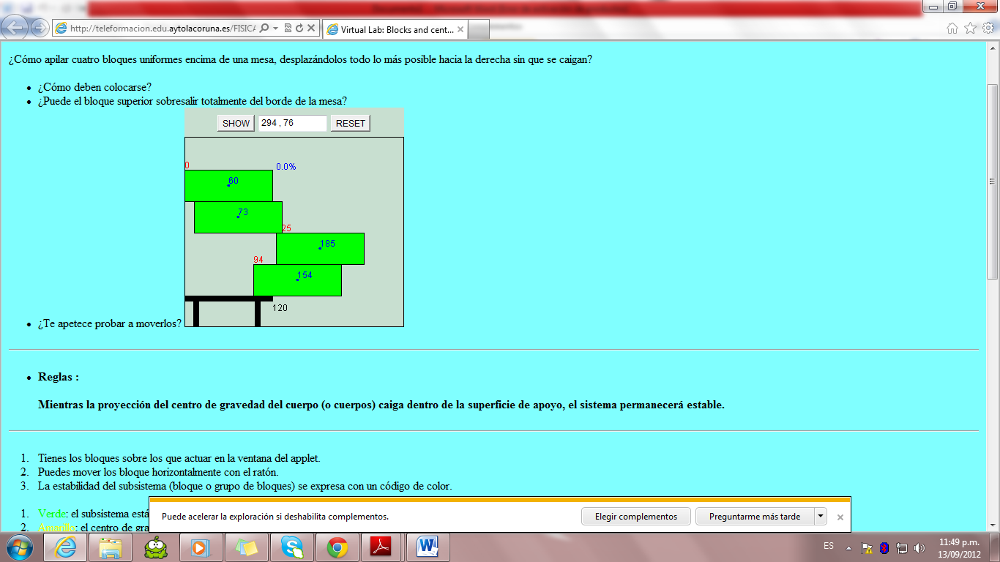 http://teleformacion.edu.aytolacoruna.es/FISICA
Virtual Lab: Blocks and cent...
¿Cómo apilar cuatro bloques uniformes encima de una mesa, desplazándolos todo lo más posible hacia la derecha sin que se caigan?
• ¿Cómo deben colocarse?
• ¿Puede el bloque superior sobresalir totalmente del borde de la mesa?
SHOW 294 , 76 RESET
0 0.0%
60
73
25
185
94
154
120
• ¿Te apetece probar a moverlos?
• Reglas :
Mientras la proyección del centro de gravedad del cuerpo (o cuerpos) caiga dentro de la superficie de apoyo, el sistema permanecerá estable.
1. Tienes los bloques sobre los que actuar en la ventana del applet.
2. Puedes mover los bloque horizontalmente con el ratón.
3. La estabilidad del subsistema (bloque o grupo de bloques) se expresa con un código de color.
1. Verde: el subsistema está
2. Amarillo: el centro de gra
Puede acelerar la exploración si deshabilita complementos.
Elegir complementos
Preguntarme más tarde
ES
11:49 p.m.
13/09/2012